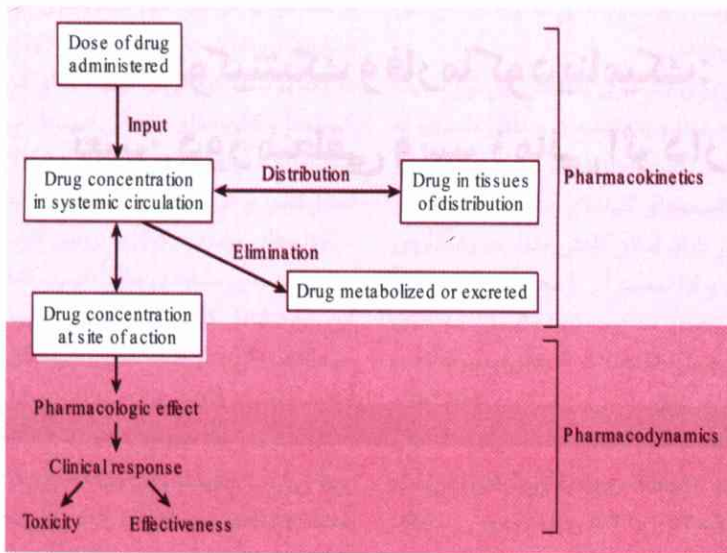 Dose of drug
administered
Input
Drug concentration
in systemic circulation
Distribution
Drug in tissues
of distribution
Pharmacokinetics
Elimination
Drug metabolized or excreted
Drug concentration
at site of action
Pharmacologic effect
Pharmacodynamics
Clinical response
Toxicity
Effectiveness